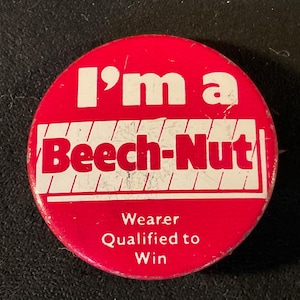 I'm a
Beech-Nut
Wearer
Qualified to
Win